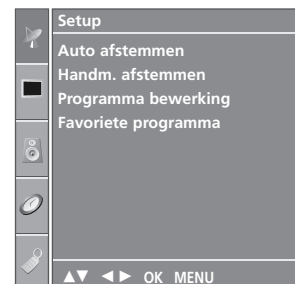 Setup
Auto afstemmen
Handm. afstemmen
Programma bewerking
Favoriete programma
▲▼ ◄► OK MENU